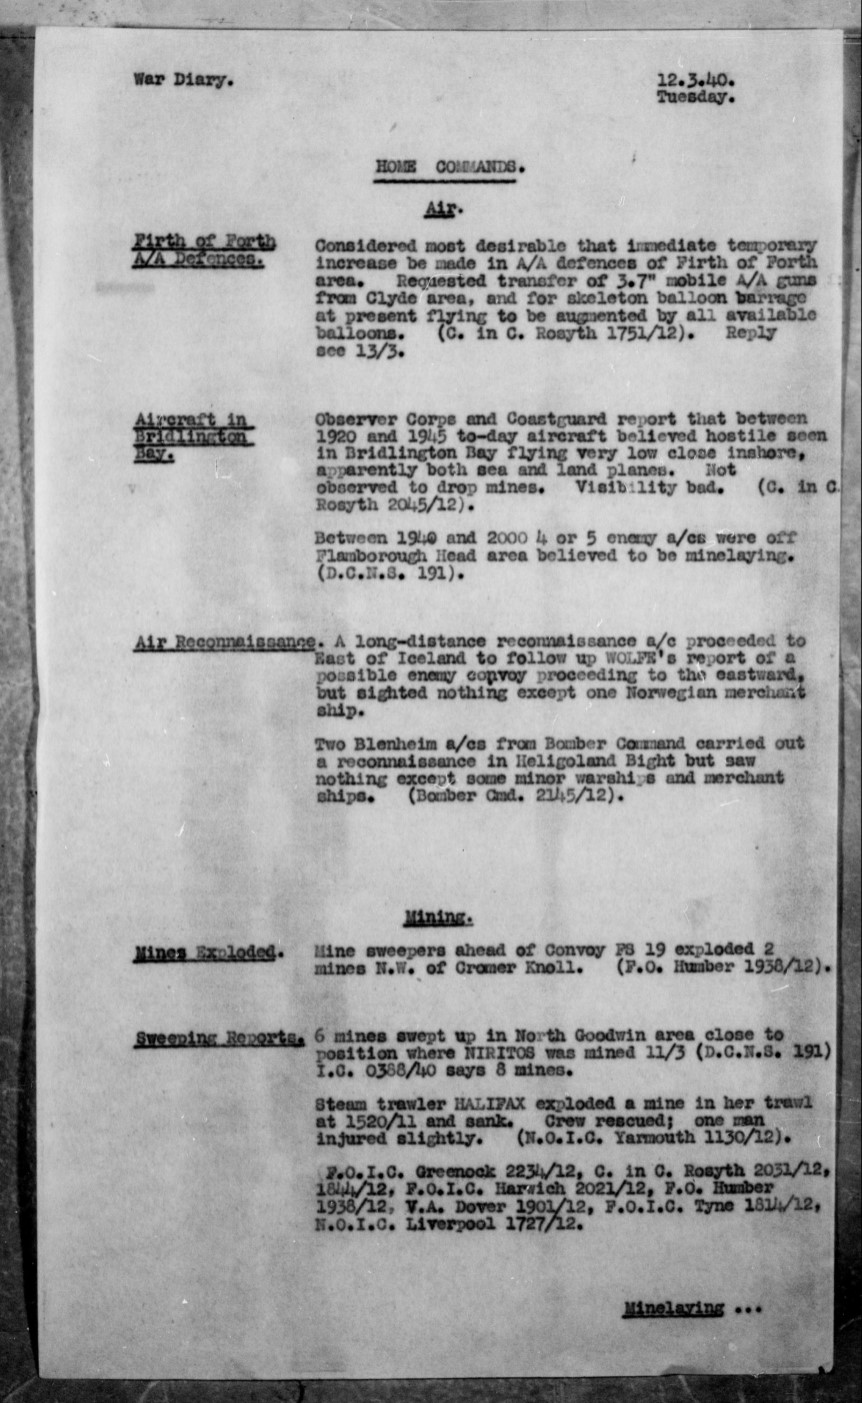 War Diary. 12.3.40.
Tuesday.
HOME COMMANDS.
Air.
Firth of Forth
A/A Defences.
Considered most desirable that immediate temporary
increase be made in A/A defences of Firth of Forth
area. Requested transfer of 3.7" mobile A/A guns
from Clyde area, and for skeleton balloon barrage
at present flying to be augmented by all available
balloons. (C. in C. Rosyth 1751/12). Reply
see 13/3.
Aircraft in
Bridlington
Bay.
Observer Corps and Coastguard report that between
1920 and 1945 to-day aircraft believed hostile seen
in Bridlington Bay flying very low close inshore,
apparently both sea and land planes. Not
observed to drop mines. Visibility bad. (C. in C.
Rosyth 2045/12).
Between 1940 and 2000 4 or 5 enemy a/cs were off
Flamborough Head area believed to be minelaying.
(D.C.N.S. 191).
Air Reconnaissance. A long-distance reconnaissance a/c proceeded to
East of Iceland to follow up WOLFE's report of a
possible enemy convoy proceeding to the eastward,
but sighted nothing except one Norwegian merchant
ship.
Two Blenheim a/cs from Bomber Command carried out
a reconnaissance in Heligoland Bight but saw
nothing except some minor warships and merchant
ships. (Bomber Cmd. 2145/12).
Mining.
Mines Exploded. Mine sweepers ahead of Convoy FS 19 exploded 2
mines N.W. of Cromer Knoll. (F.O. Humber 1938/12).
Sweeping Reports. 6 mines swept up in North Goodwin area close to
position where NIRITOS was mined 11/3 (D.C.N.S. 191)
I.C. 0388/40 says 8 mines.
Steam trawler HALIFAX exploded a mine in her trawl
at 1520/11 and sank. Crew rescued; one man
injured slightly. (N.O.I.C. Yarmouth 1130/12).
F.O.I.C. Greenock 2234/12, C. in C. Rosyth 2031/12,
1844/12, F.O.I.C. Harwich 2021/12, F.O. Humber
1938/12, V.A. Dover 1901/12, F.O.I.C. Tyne 1814/12,
N.O.I.C. Liverpool 1727/12.
Minelaying ...